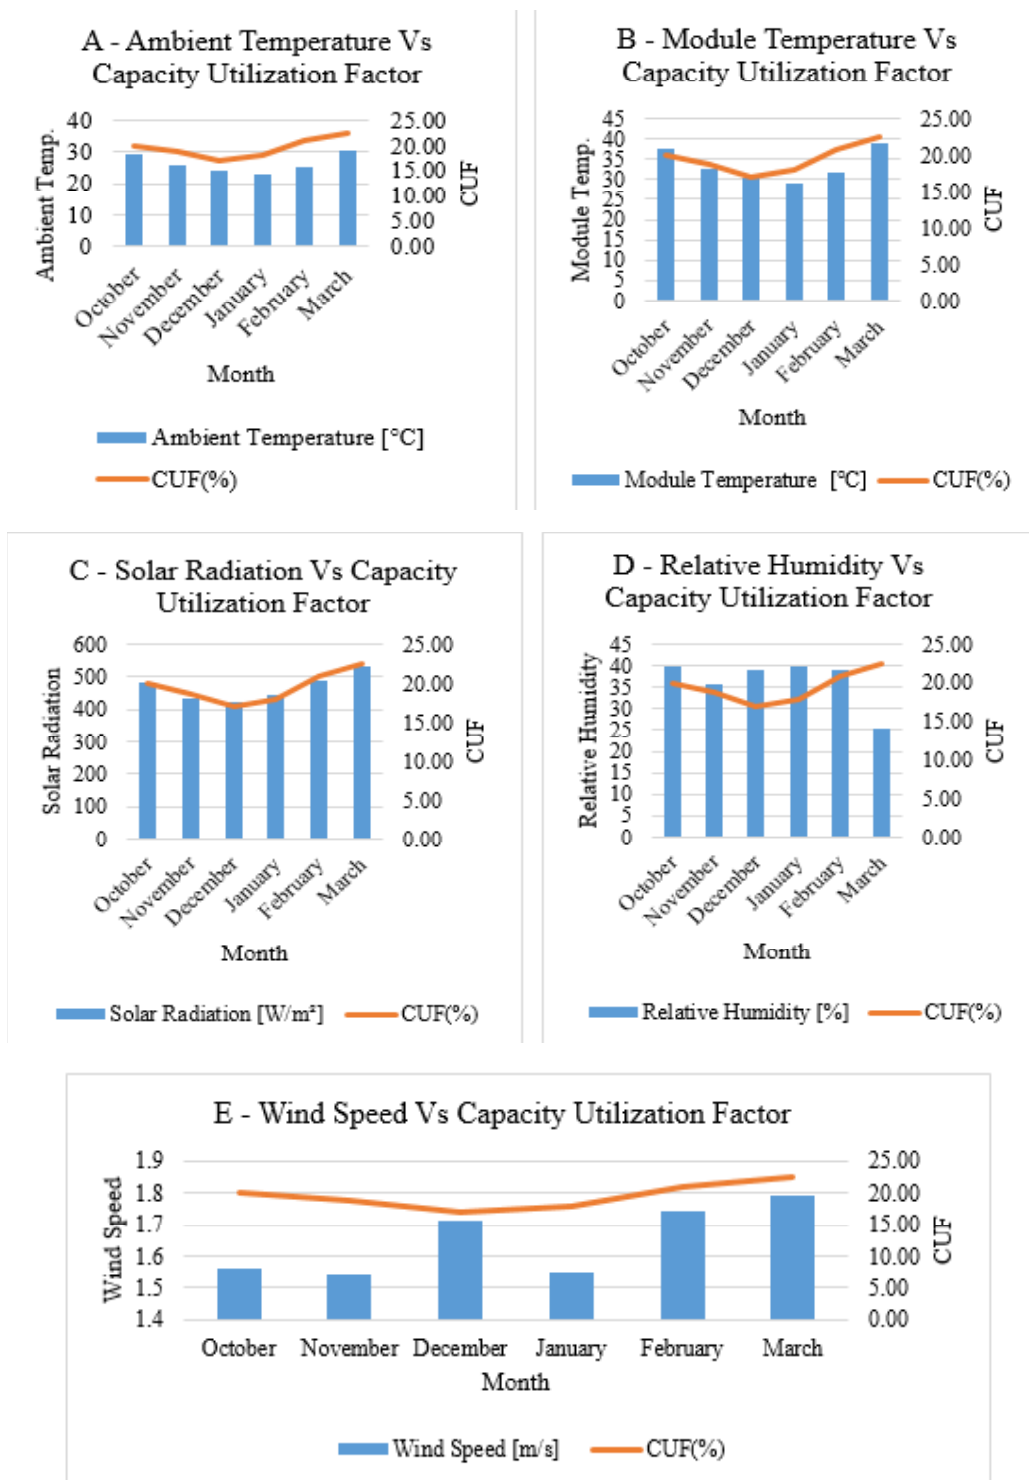 A - Ambient Temperature Vs
Capacity Utilization Factor
40
30
20
10
0
Ambient Temp.
25.00
20.00
15.00
10.00
5.00
0.00
CUF
October
November
December
January
February
March
Month
Ambient Temperature [°C]
CUF(%)
B - Module Temperature Vs
Capacity Utilization Factor
45
40
35
30
25
20
15
10
5
0
Module Temp.
25.00
20.00
15.00
10.00
5.00
0.00
CUF
October
November
December
January
February
March
Month
Module Temperature [°C]
CUF(%)
C - Solar Radiation Vs Capacity
Utilization Factor
600
500
400
300
200
100
0
Solar Radiation
25.00
20.00
15.00
10.00
5.00
0.00
CUF
October
November
December
January
February
March
Month
Solar Radiation [W/m²]
CUF(%)
D - Relative Humidity Vs
Capacity Utilization Factor
45
40
35
30
25
20
15
10
5
0
Relative Humidity
25.00
20.00
15.00
10.00
5.00
0.00
CUF
October
November
December
January
February
March
Month
Relative Humidity [%]
CUF(%)
E - Wind Speed Vs Capacity Utilization Factor
1.9
1.8
1.7
1.6
1.5
1.4
Wind Speed
25.00
20.00
15.00
10.00
5.00
0.00
CUF
October
November
December
January
February
March
Month
Wind Speed [m/s]
CUF(%)